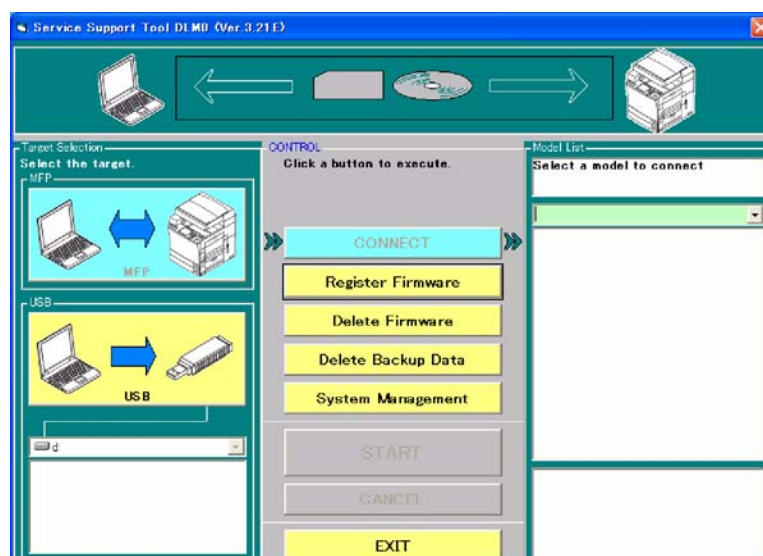 Service Support Tool DLMD (Ver.3.21E)
Target Selection
Select the target.
MFP
MFP
USB
USB
d:
CONTROL
Click a button to execute.
CONNECT
Register Firmware
Delete Firmware
Delete Backup Data
System Management
START
CANCEL
EXIT
Model List
Select a model to connect